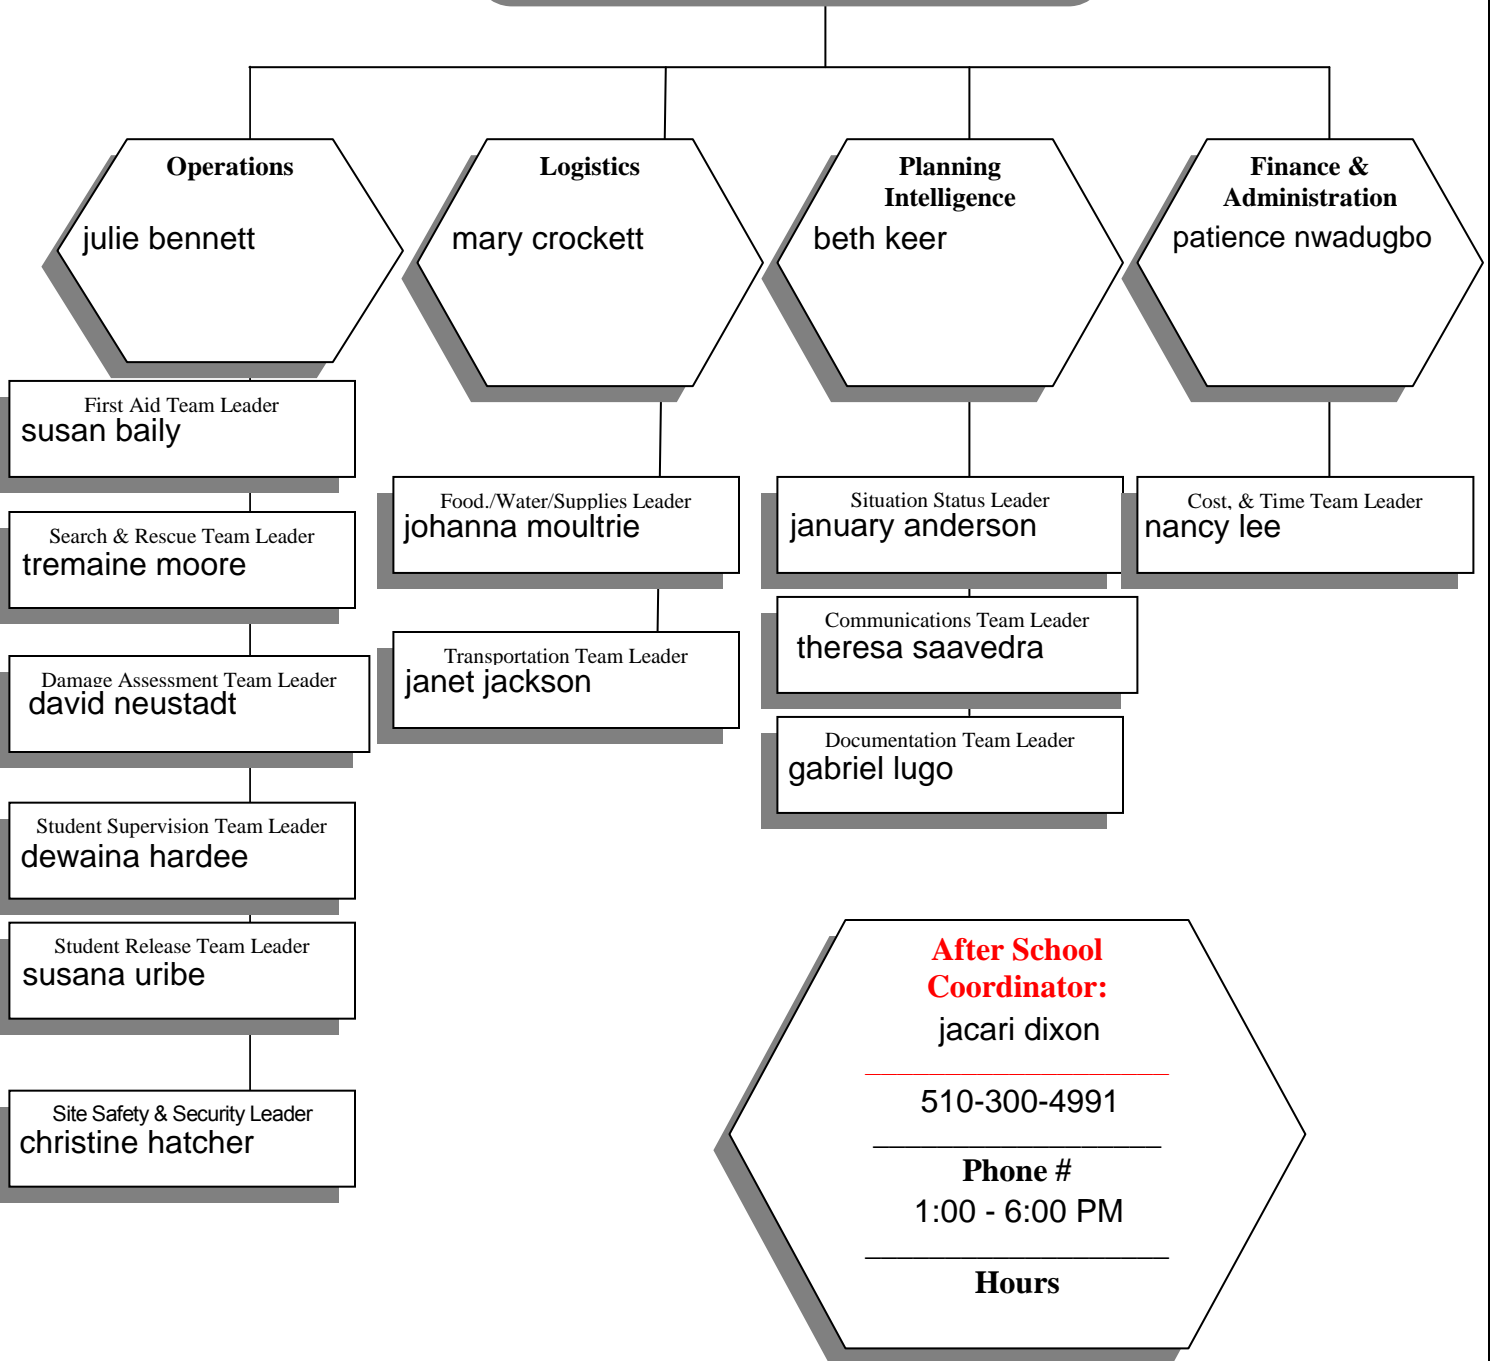 Operations
julie bennett
First Aid Team Leader
susan baily
Search & Rescue Team Leader
tremaine moore
Damage Assessment Team Leader
david neustadt
Student Supervision Team Leader
dewaina hardee
Student Release Team Leader
susana uribe
Site Safety & Security Leader
christine hatcher
Logistics
mary crockett
Food./Water/Supplies Leader
johanna moultrie
Transportation Team Leader
janet jackson
Planning
Intelligence
beth keer
Situation Status Leader
january anderson
Communications Team Leader
theresa saavedra
Documentation Team Leader
gabriel lugo
Finance &
Administration
patience nwadugbo
Cost, & Time Team Leader
nancy lee
After School
Coordinator:
jacari dixon
510-300-4991
Phone #
1:00 - 6:00 PM
Hours